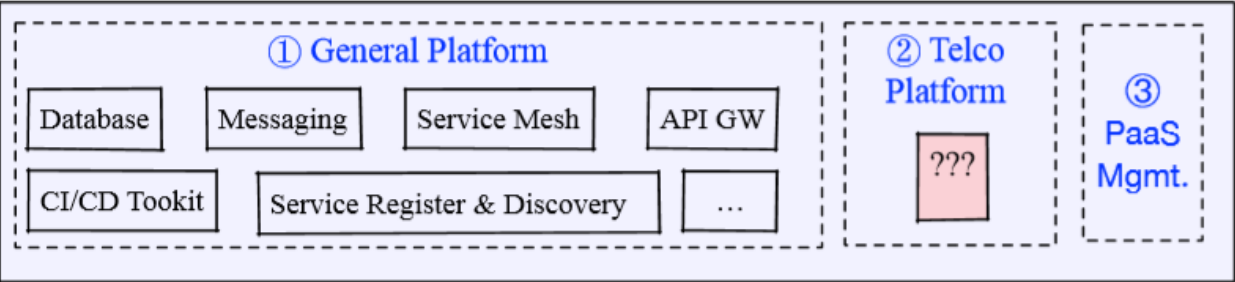 ① General Platform
Database
Messaging
Service Mesh
API GW
CI/CD Tookit
Service Register & Discovery
...
② Telco
Platform
???
③
PaaS
Mgmt.